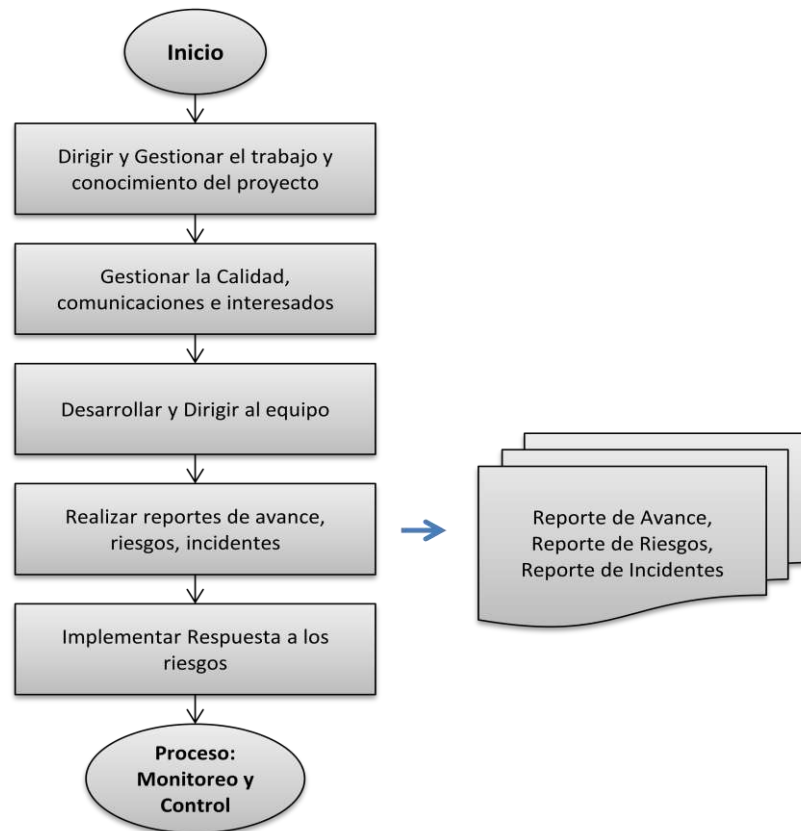 Inicio
Dirigir y Gestionar el trabajo y
conocimiento del proyecto
Gestionar la Calidad,
comunicaciones e interesados
Desarrollar y Dirigir al equipo
Realizar reportes de avance,
riesgos, incidentes
Reporte de Avance,
Reporte de Riesgos,
Reporte de Incidentes
Implementar Respuesta a los
riesgos
Proceso:
Monitoreo y
Control